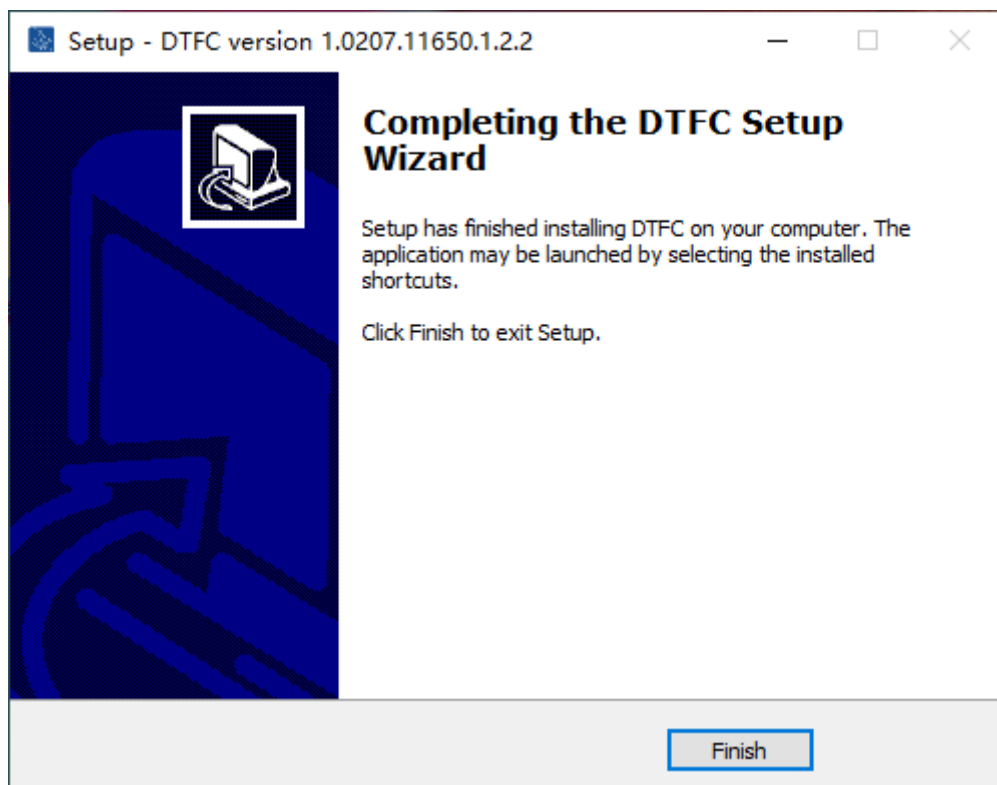 Setup - DTFC version 1.0207.11650.1.2.2
Completing the DTFC Setup
Wizard
Setup has finished installing DTFC on your computer. The
application may be launched by selecting the installed
shortcuts.
Click Finish to exit Setup.
Finish